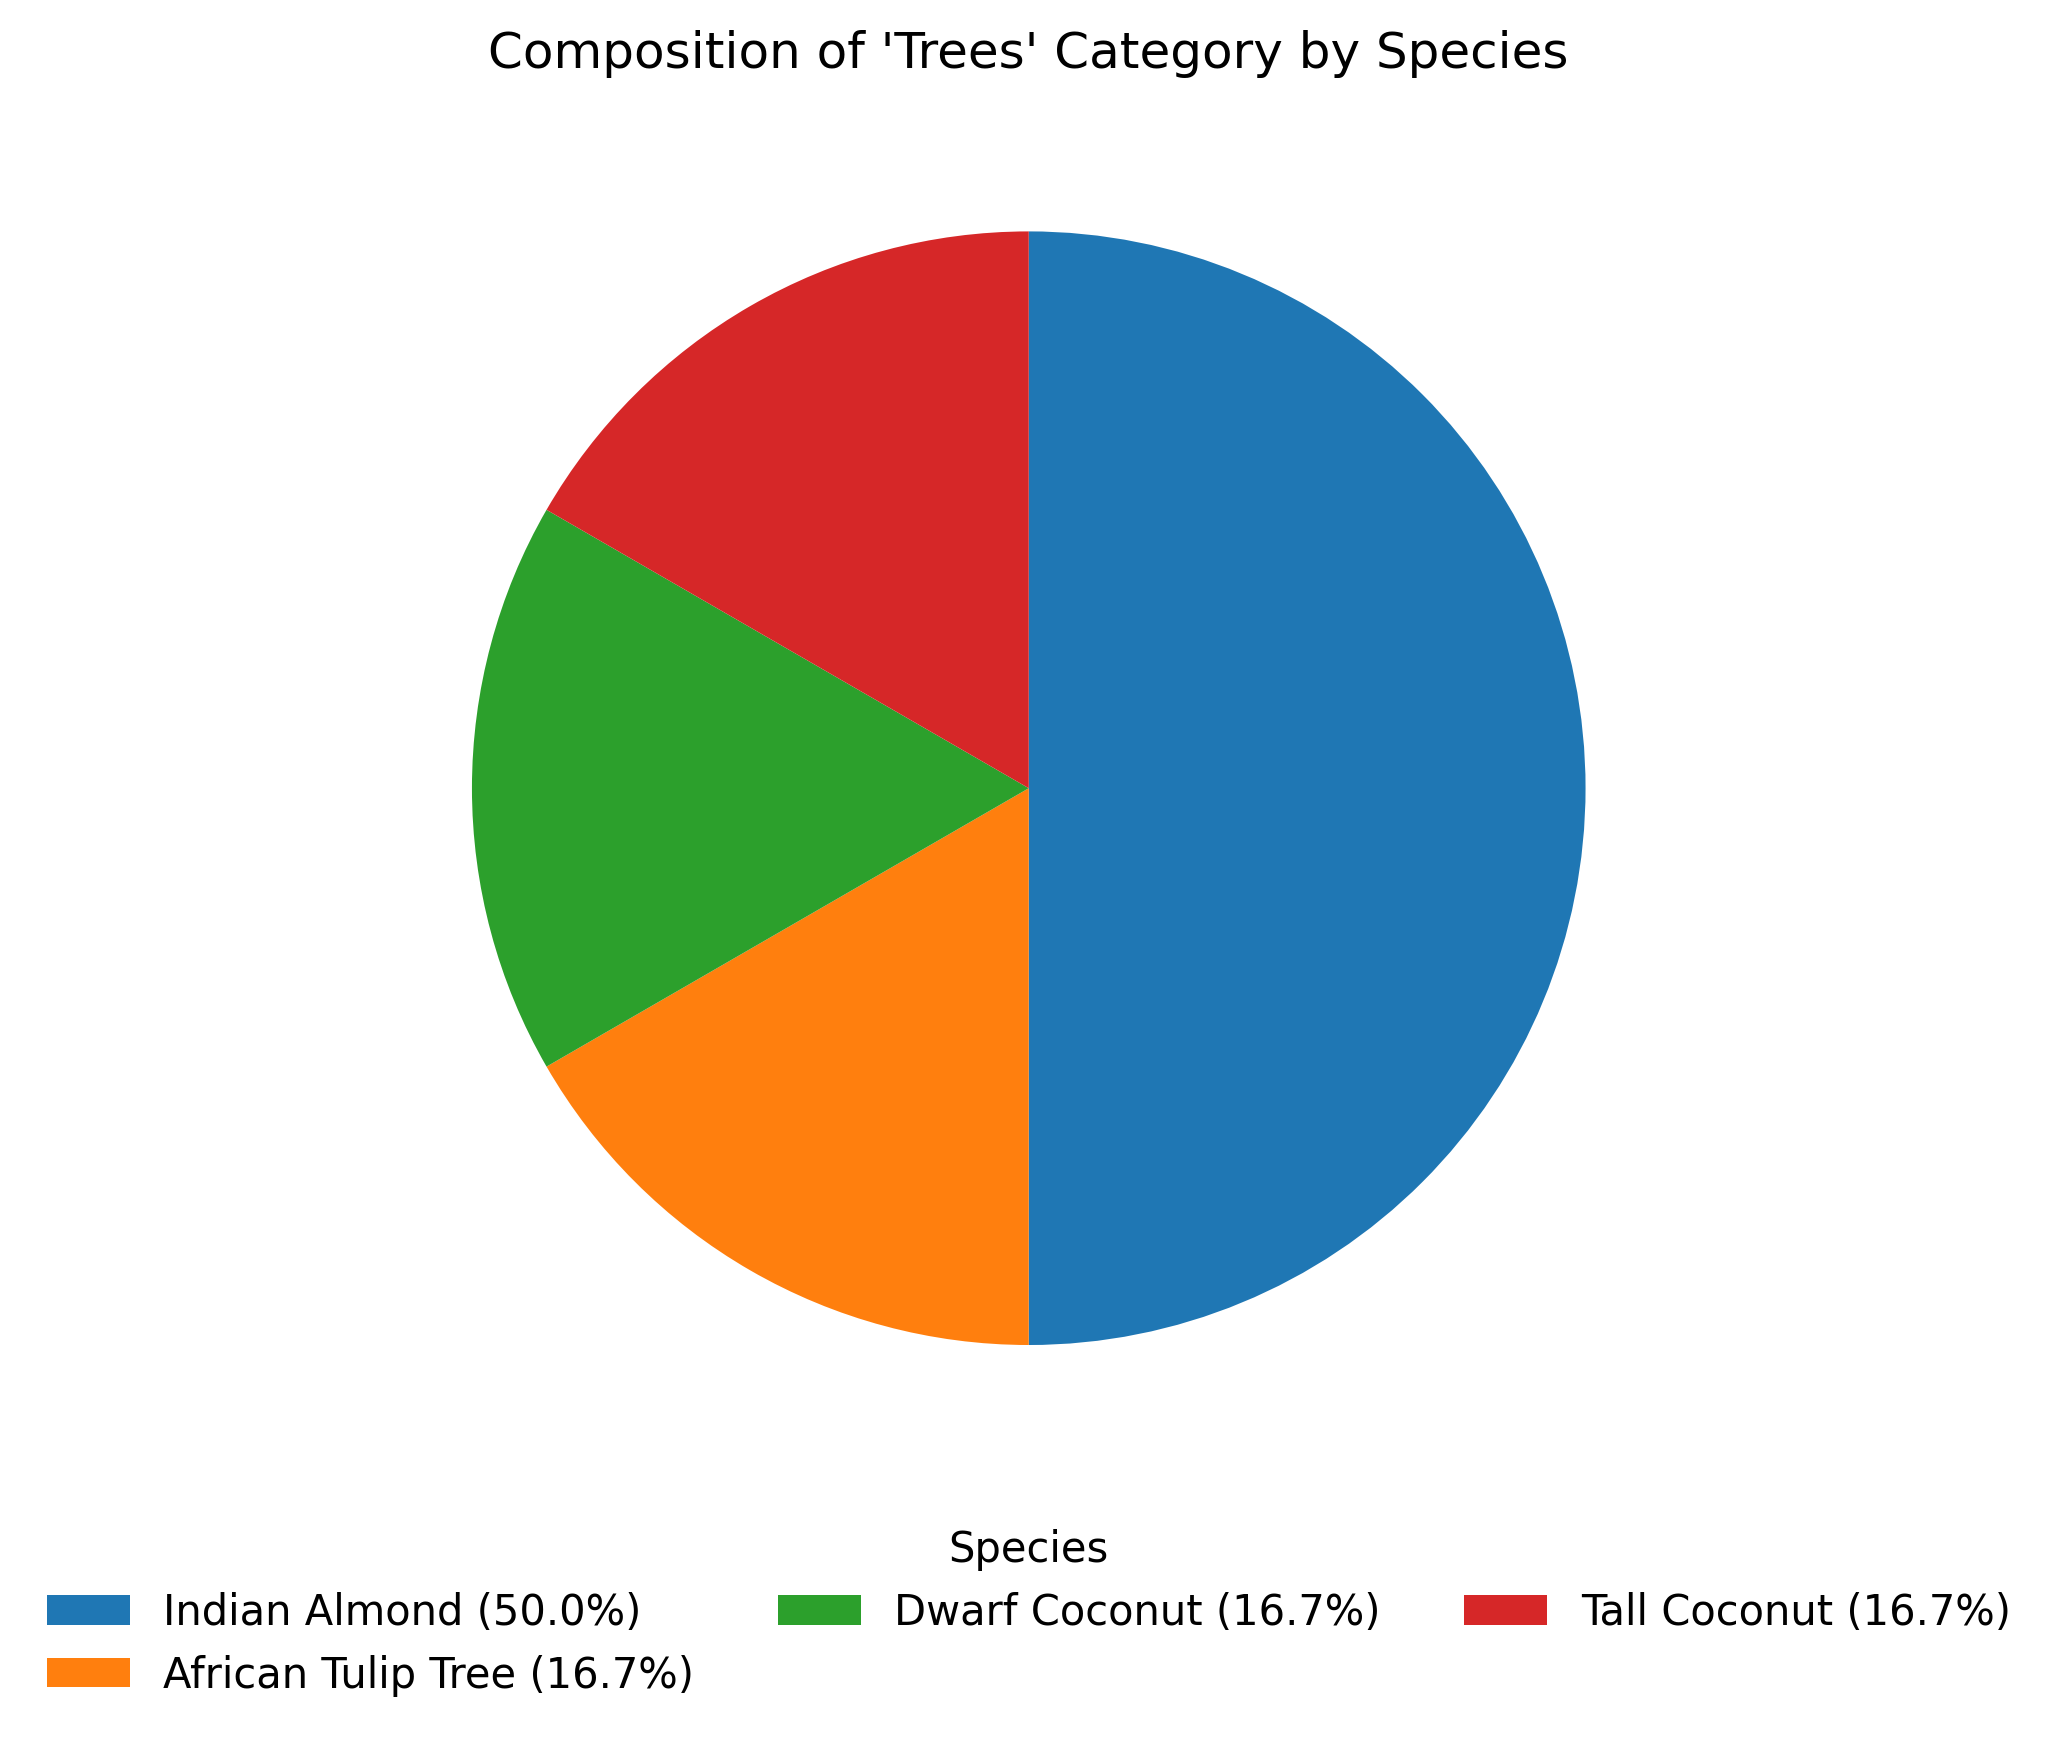 Composition of 'Trees' Category by Species
Species
Indian Almond (50.0%)
African Tulip Tree (16.7%)
Dwarf Coconut (16.7%)
Tall Coconut (16.7%)